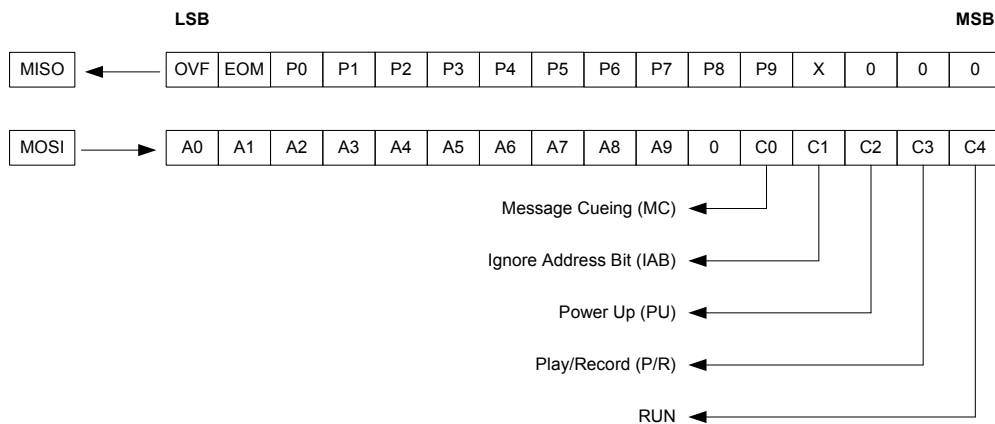 LSB MSB
MISO OVF EOM P0 P1 P2 P3 P4 P5 P6 P7 P8 P9 X 0 0 0
MOSI A0 A1 A2 A3 A4 A5 A6 A7 A8 A9 0 C0 C1 C2 C3 C4
Message Cueing (MC)
Ignore Address Bit (IAB)
Power Up (PU)
Play/Record (P/R)
RUN